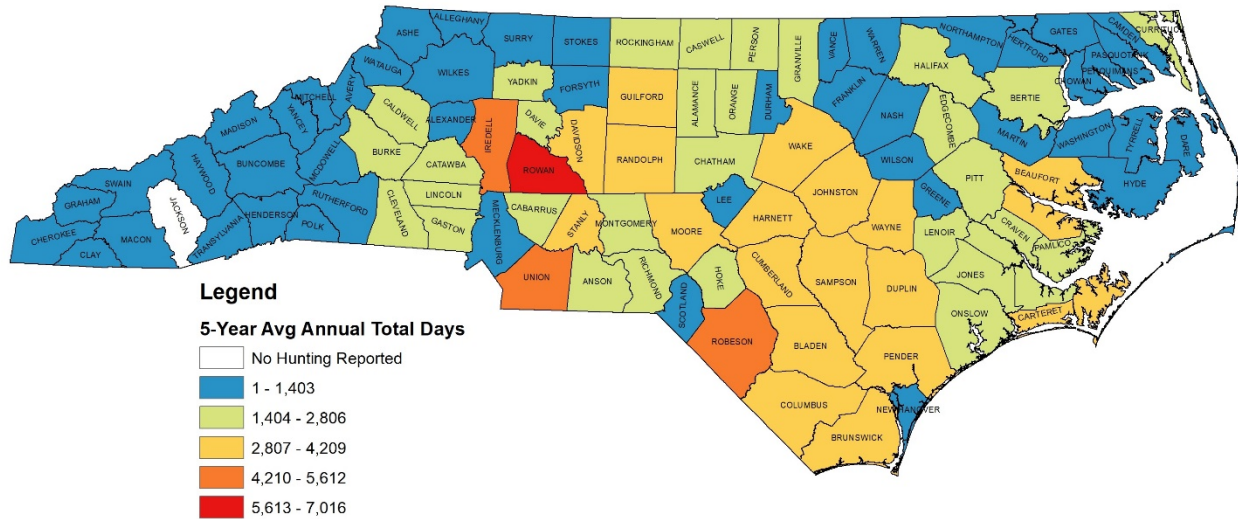 ALLEGHANY
ASHE
SURRY
STOKES
ROCKINGHAM
CASWELL
PERSON
GRANVILLE
VANCE
WARREN
NORTHAMPTON
HERTFORD
GATES
CAMDEN
CURRITUCK
PASQUOTANK
PERQUIMANS
CHOWAN
HALIFAX
WATAUGA
WILKES
YADKIN
FORSYTH
GUILFORD
ALAMANCE
ORANGE
DURHAM
FRANKLIN
NASH
EDGECOMBE
BERTIE
MARTIN
WASHINGTON
TYRRELL
DARE
MITCHELL
AVERY
CALDWELL
ALEXANDER
IREDELL
DAVIE
DAVIDSON
RANDOLPH
CHATHAM
WAKE
WILSON
MADISON
YANCEY
MCDOWELL
BURKE
CATAWBA
ROWAN
HAYWOOD
BUNCOMBE
JOHNSTON
GREENE
PITT
BEAUFORT
HYDE
SWAIN
GRAHAM
JACKSON
RUTHERFORD
CLEVELAND
LINCOLN
GASTON
MECKLENBURG
CABARRUS
STANLY
MONTGOMERY
MOORE
LEE
HARNETT
WAYNE
LENOIR
CRAVEN
PAMLICO
CHEROKEE
MACON
CLAY
TRANSYLVANIA
HENDERSON
POLK
UNION
ANSON
RICHMOND
SCOTLAND
HOKE
CUMBERLAND
SAMPSON
DUPLIN
JONES
ONSLOW
CARTERET
ROBESON
BLADEN
PENDER
COLUMBUS
NEW HANOVER
BRUNSWICK
Legend
5-Year Avg Annual Total Days
No Hunting Reported
1 - 1,403
1,404 - 2,806
2,807 - 4,209
4,210 - 5,612
5,613 - 7,016